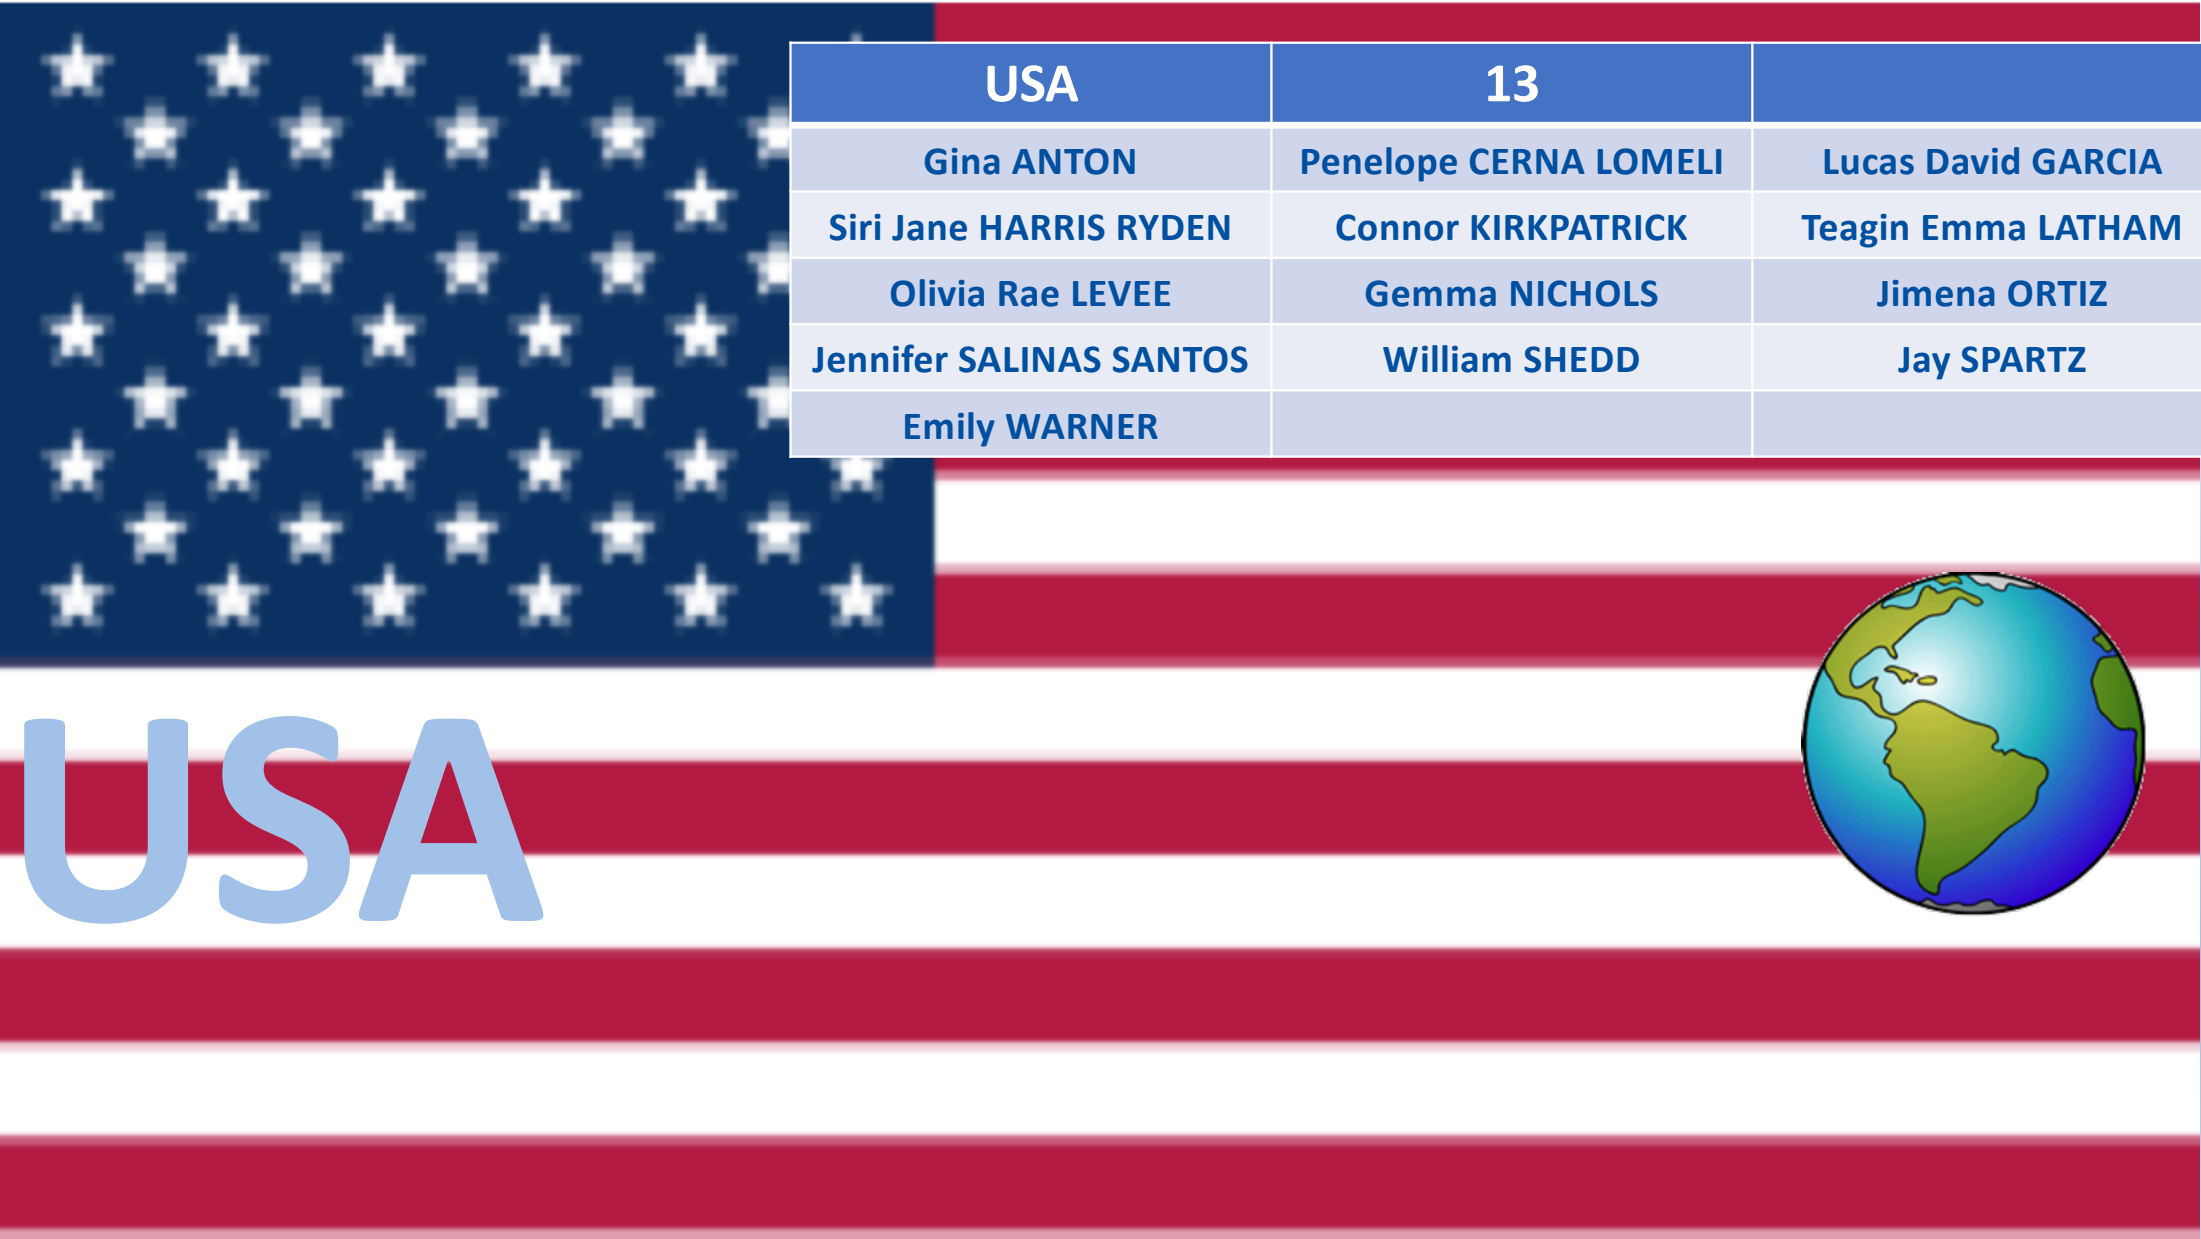 USA 13
Gina ANTON Penelope CERNA LOMELI Lucas David GARCIA
Siri Jane HARRIS RYDEN Connor KIRKPATRICK Teagin Emma LATHAM
Olivia Rae LEVEE Gemma NICHOLS Jimena ORTIZ
Jennifer SALINAS SANTOS William SHEDD Jay SPARTZ
Emily WARNER
USA